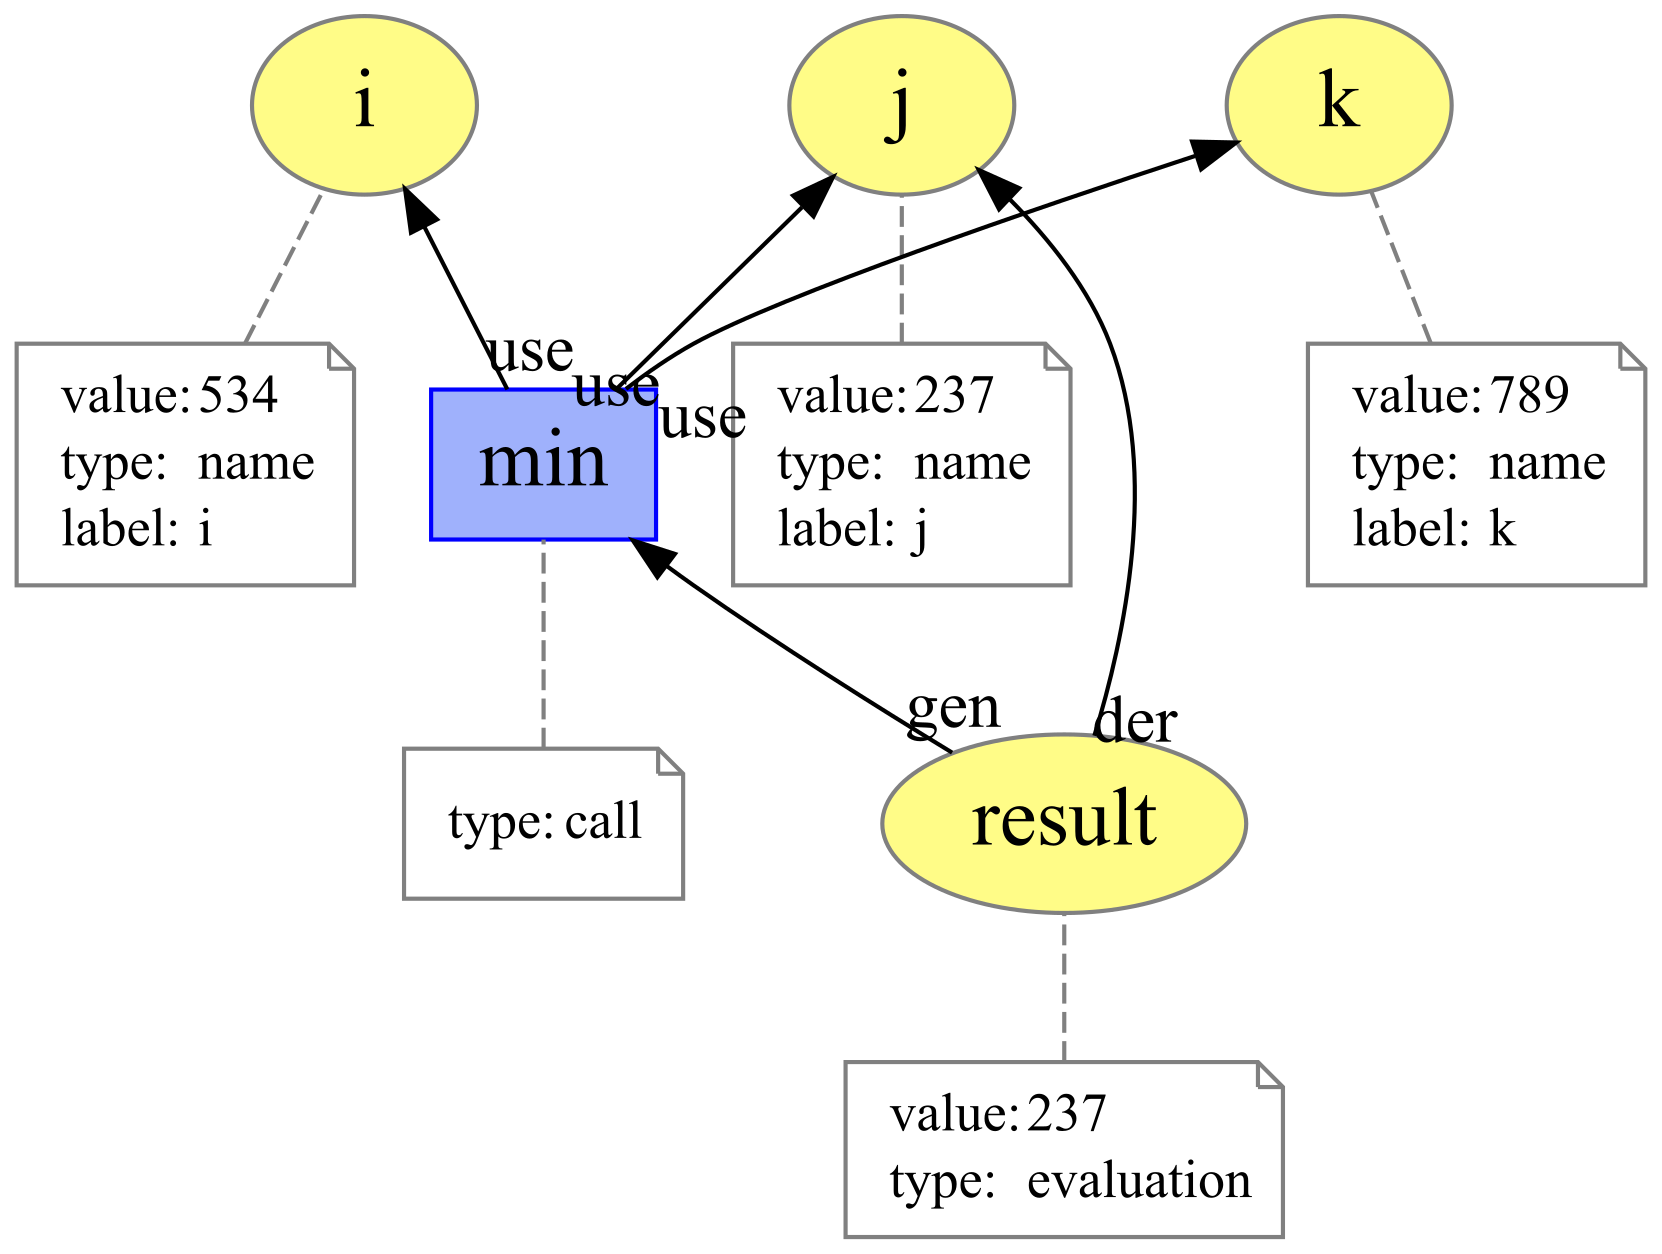 i
j
k
use
use
use
value: 534
type: name
label: i
min
value: 237
type: name
label: j
value: 789
type: name
label: k
gen
der
type: call
result
value: 237
type: evaluation